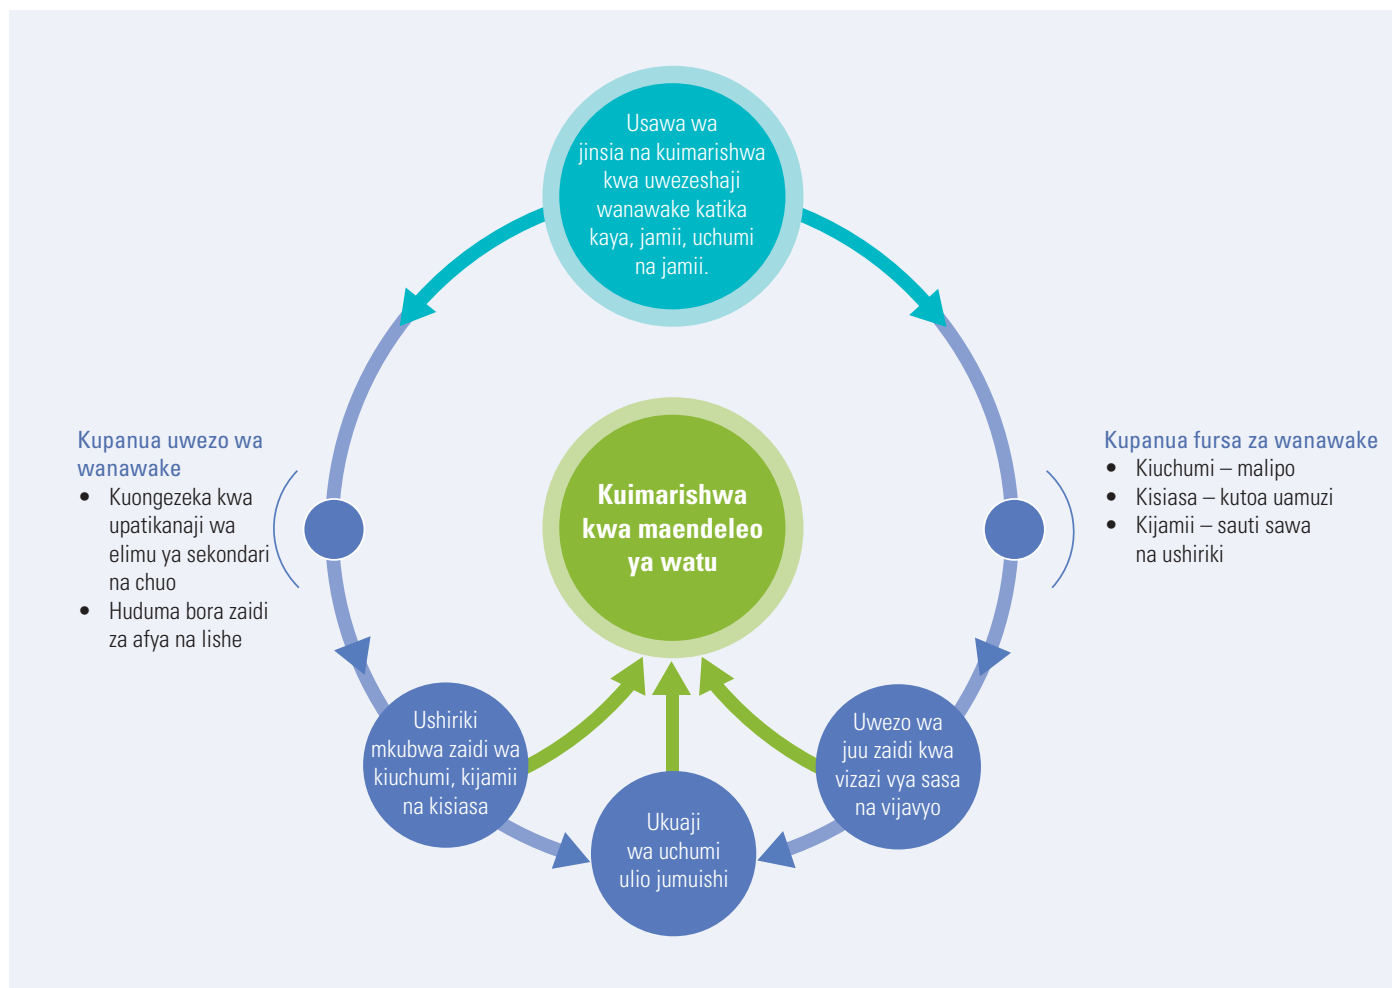 Usawa wa
jinsia na kuimarishwa
kwa uwezeshaji
wanawake katika
kaya, jamii, uchumi
na jamii.
Kupanua uwezo wa
wanawake
• Kuongezeka kwa
upatikanaji wa
elimu ya sekondari
na chuo
• Huduma bora zaidi
za afya na lishe
Kuimarishwa
kwa maendeleo
ya watu
Kupanua fursa za wanawake
• Kiuchumi – malipo
• Kisiasa – kutoa uamuzi
• Kijamii – sauti sawa
na ushiriki
Ushiriki
mkubwa zaidi wa
kiuchumi, kijamii
na kisiasa
Ukuaji
wa uchumi
ulio jumuishi
Uwezo wa
juu zaidi kwa
vizazi vya sasa
na vijavyo